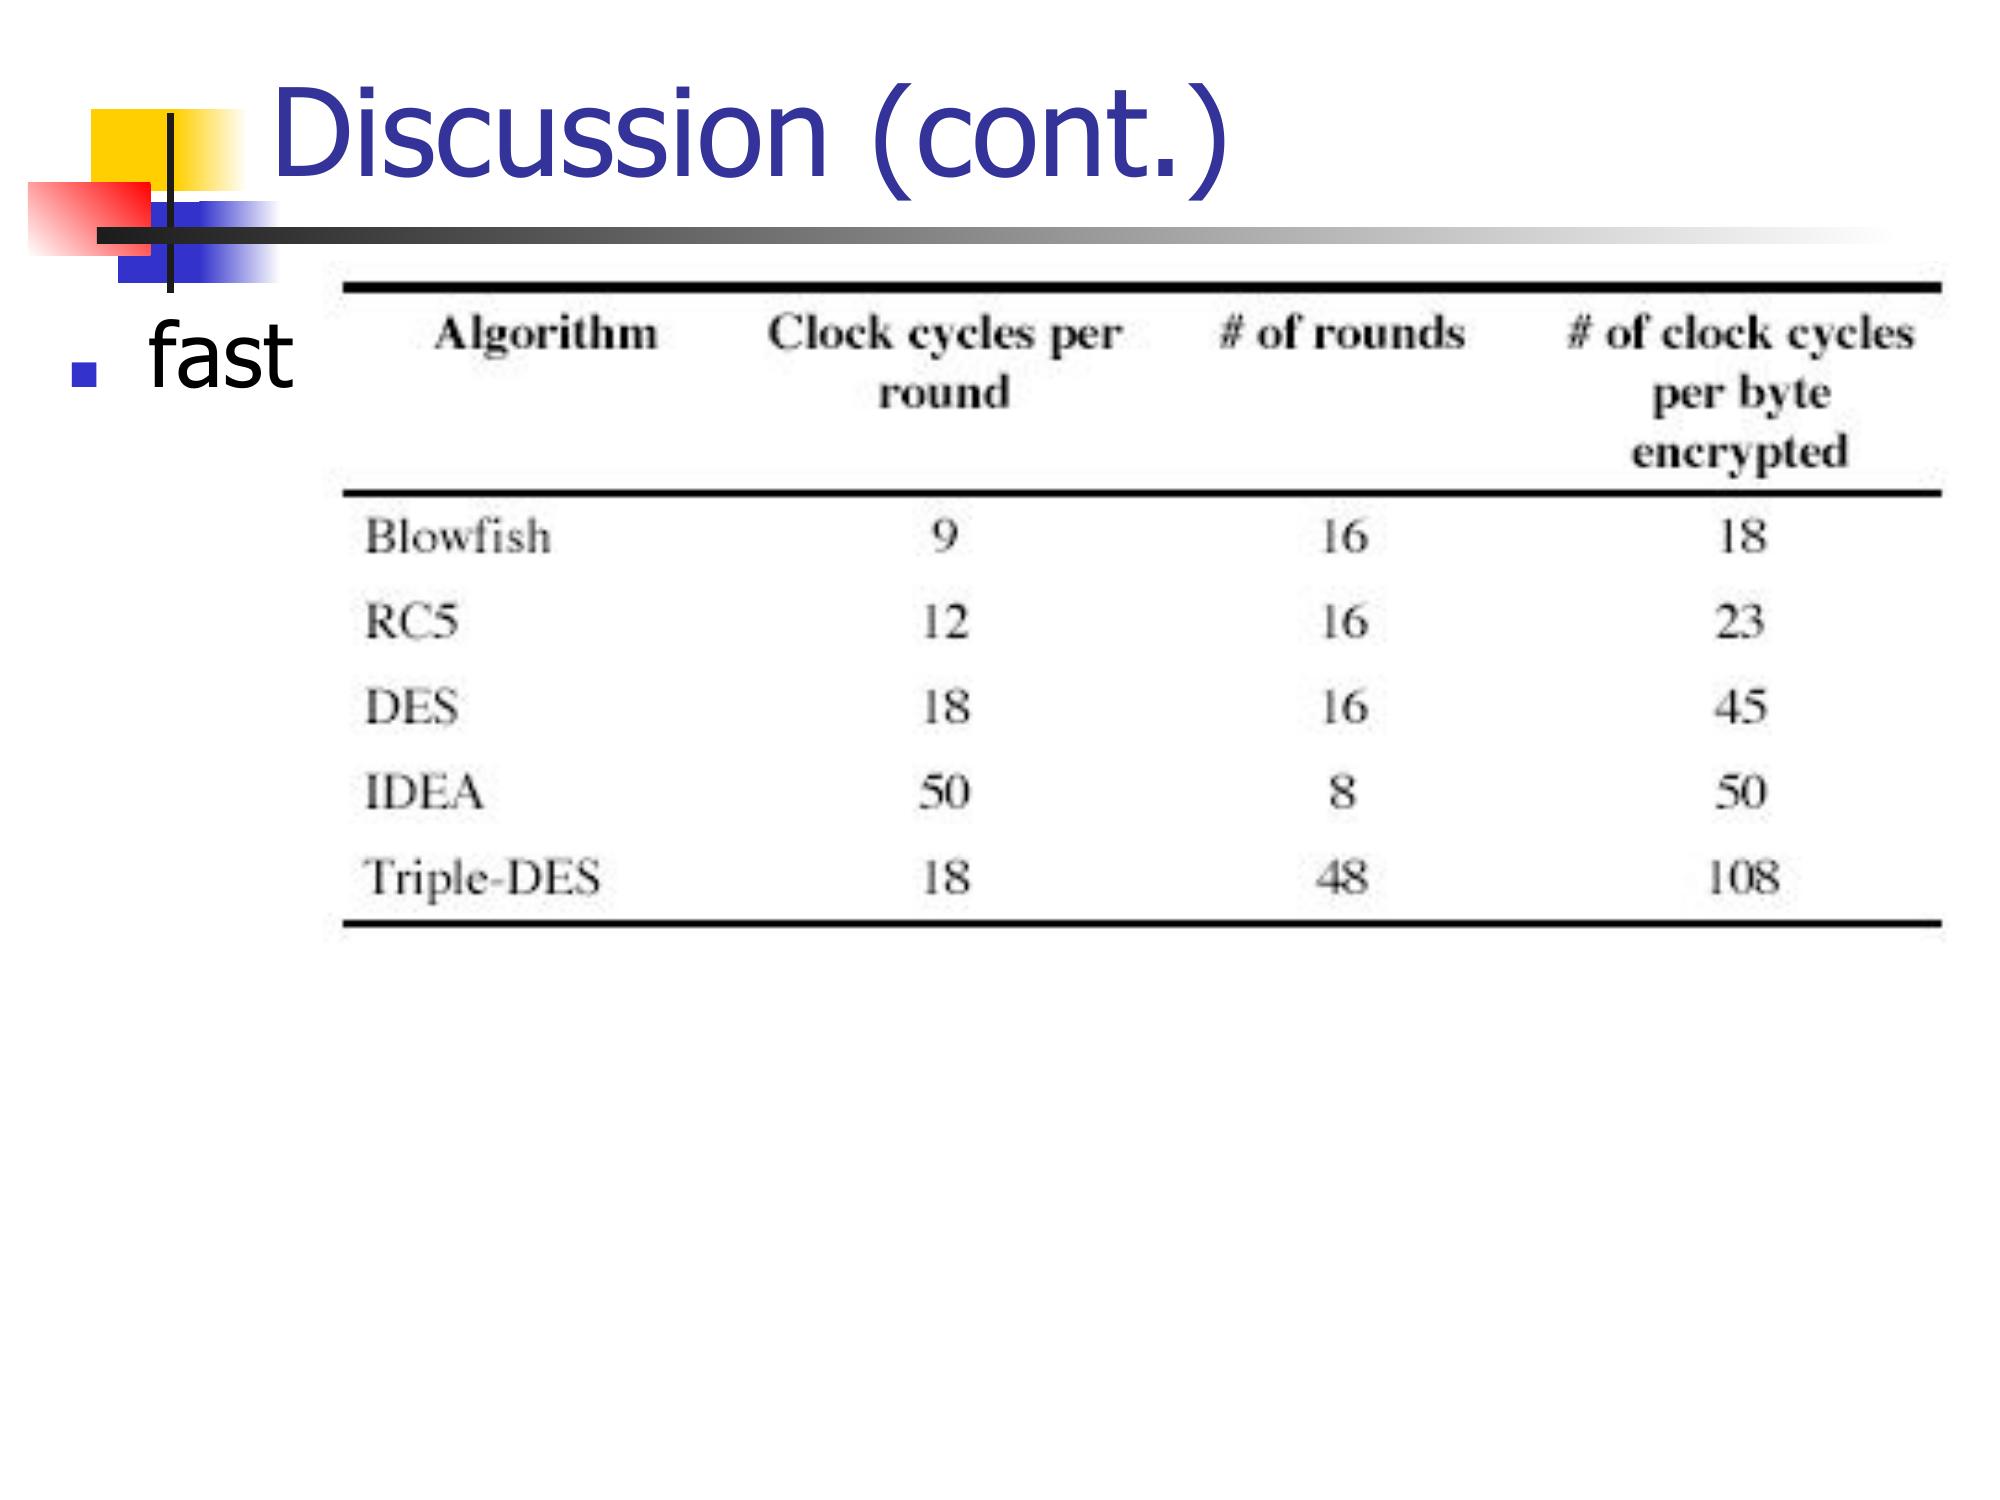 Discussion (cont.)
fast
Algorithm Clock cycles per # of rounds # of clock cycles
round per byte
encrypted
Blowfish 9 16 18
RC5 12 16 23
DES 18 16 45
IDEA 50 8 50
Triple-DES 18 48 108